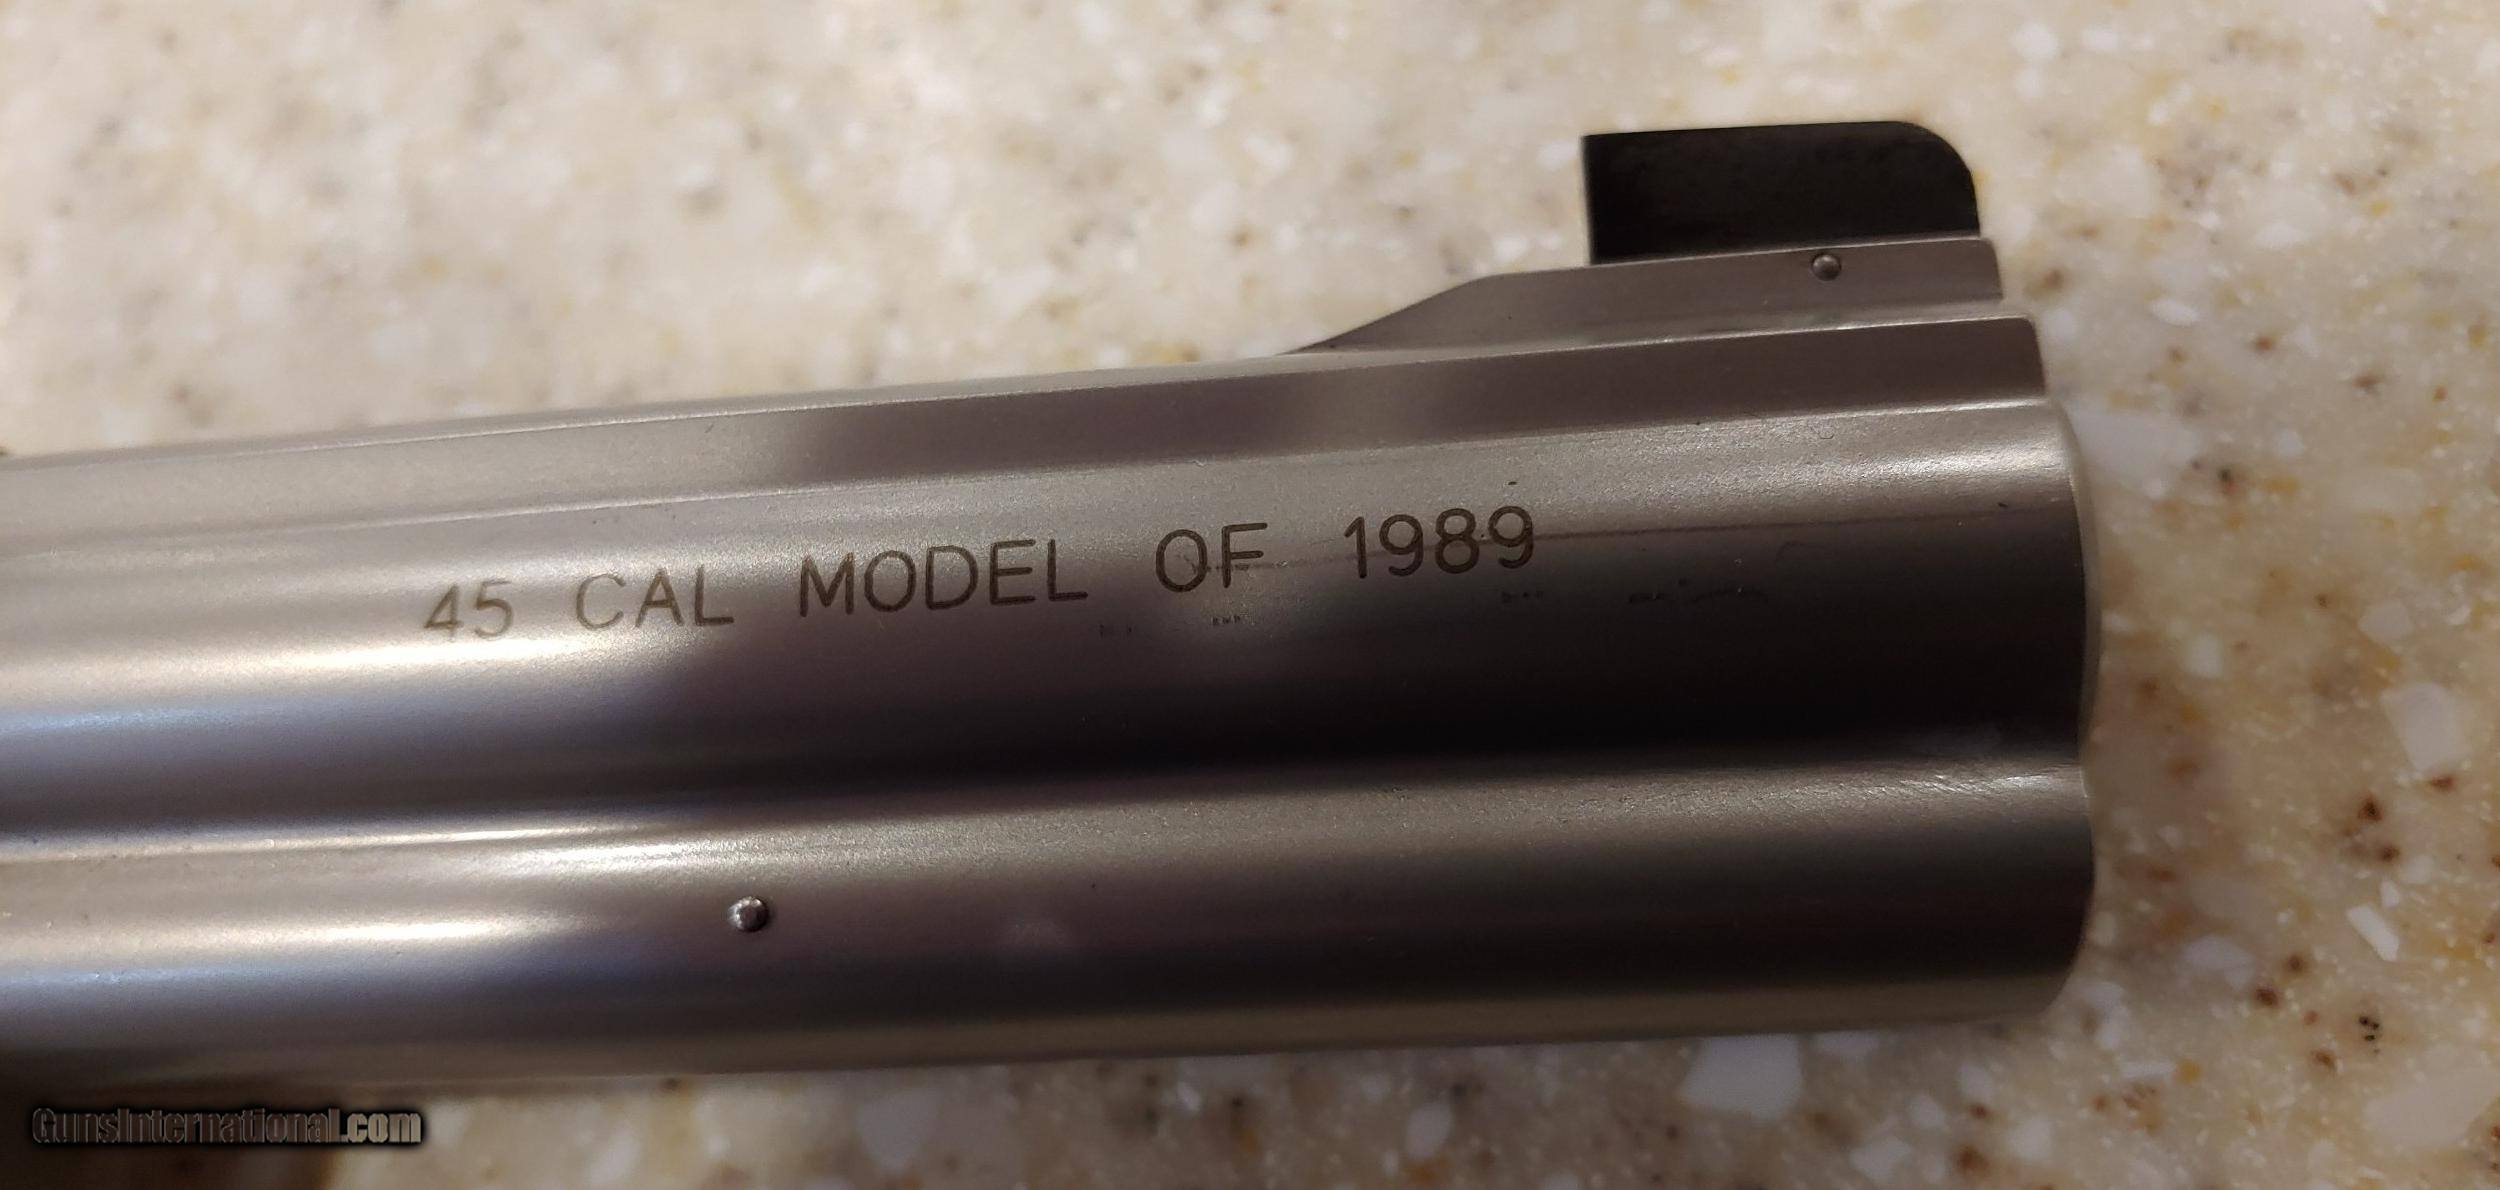 45 CAL MODEL OF 1989
GunsInternational.com